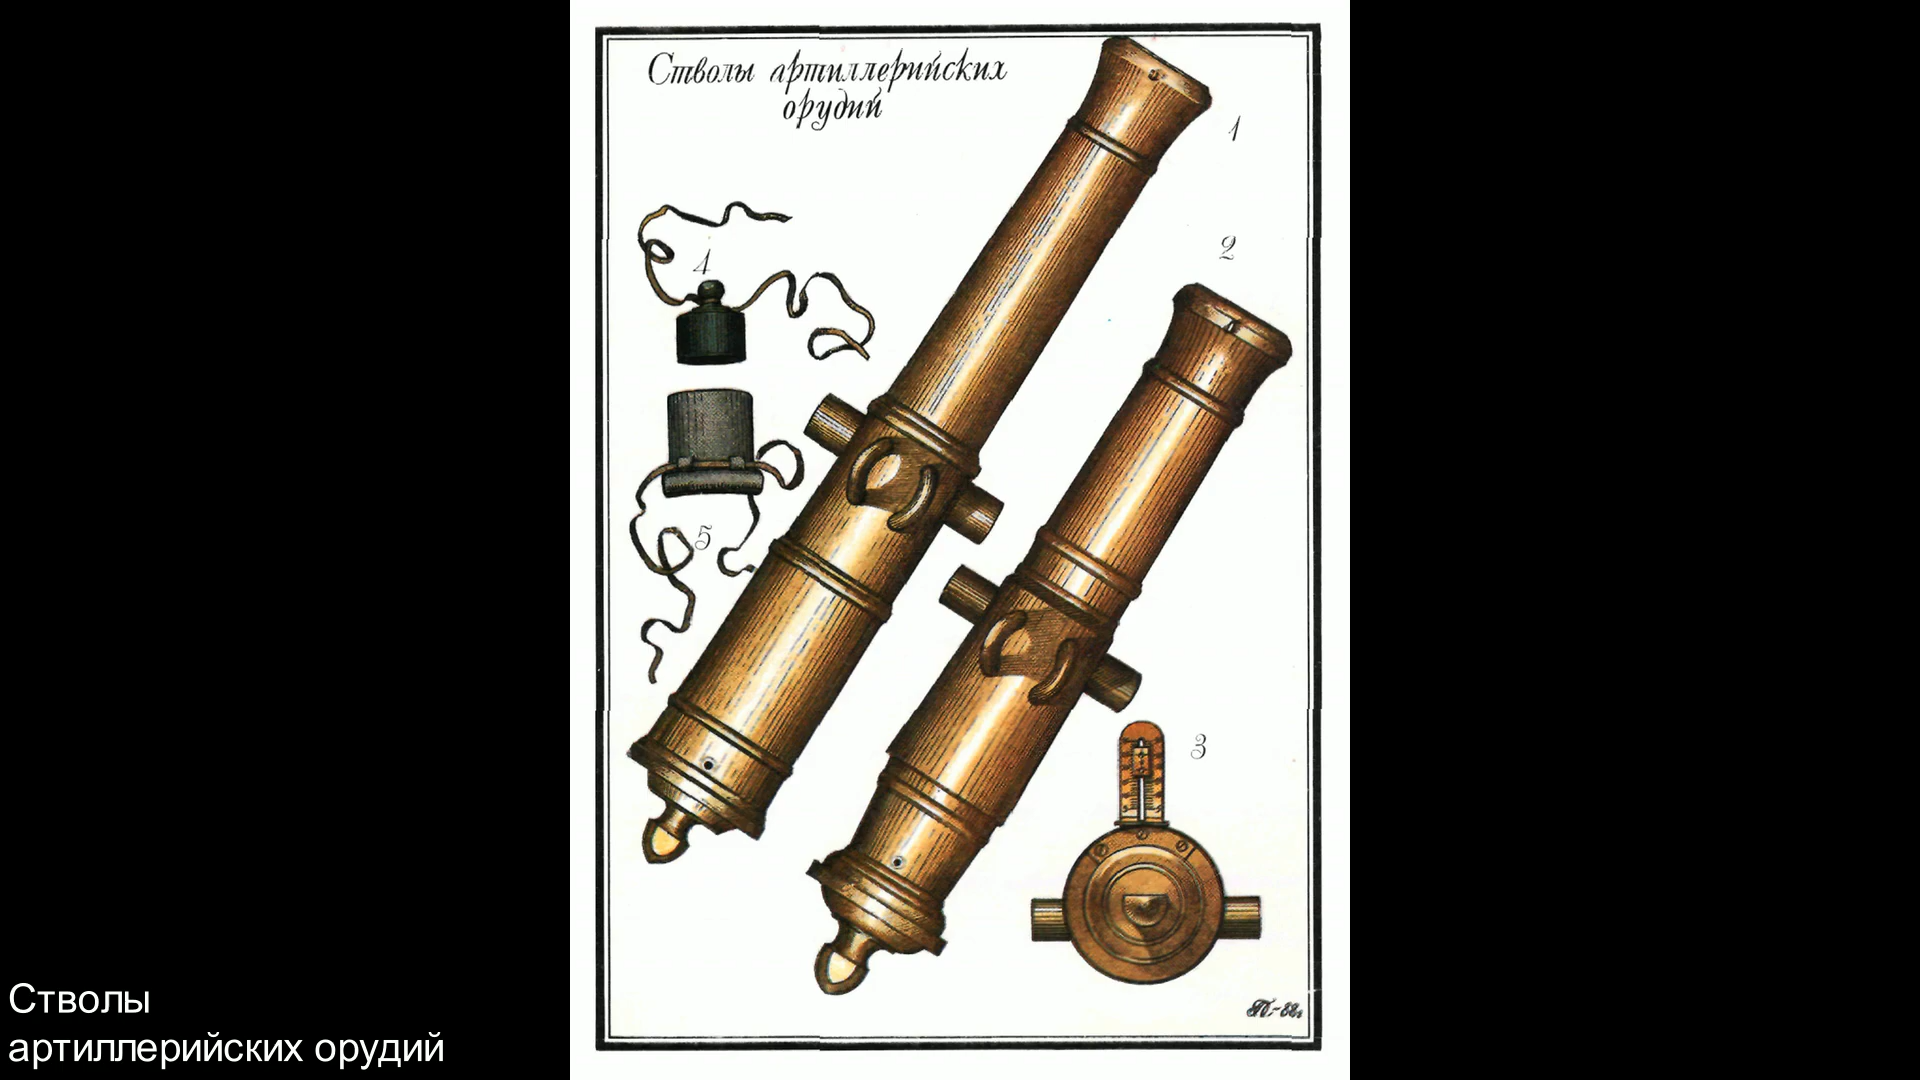 Стволы артиллерийских
орудий
1
2
4
5
3
Стволы
артиллерийских орудий